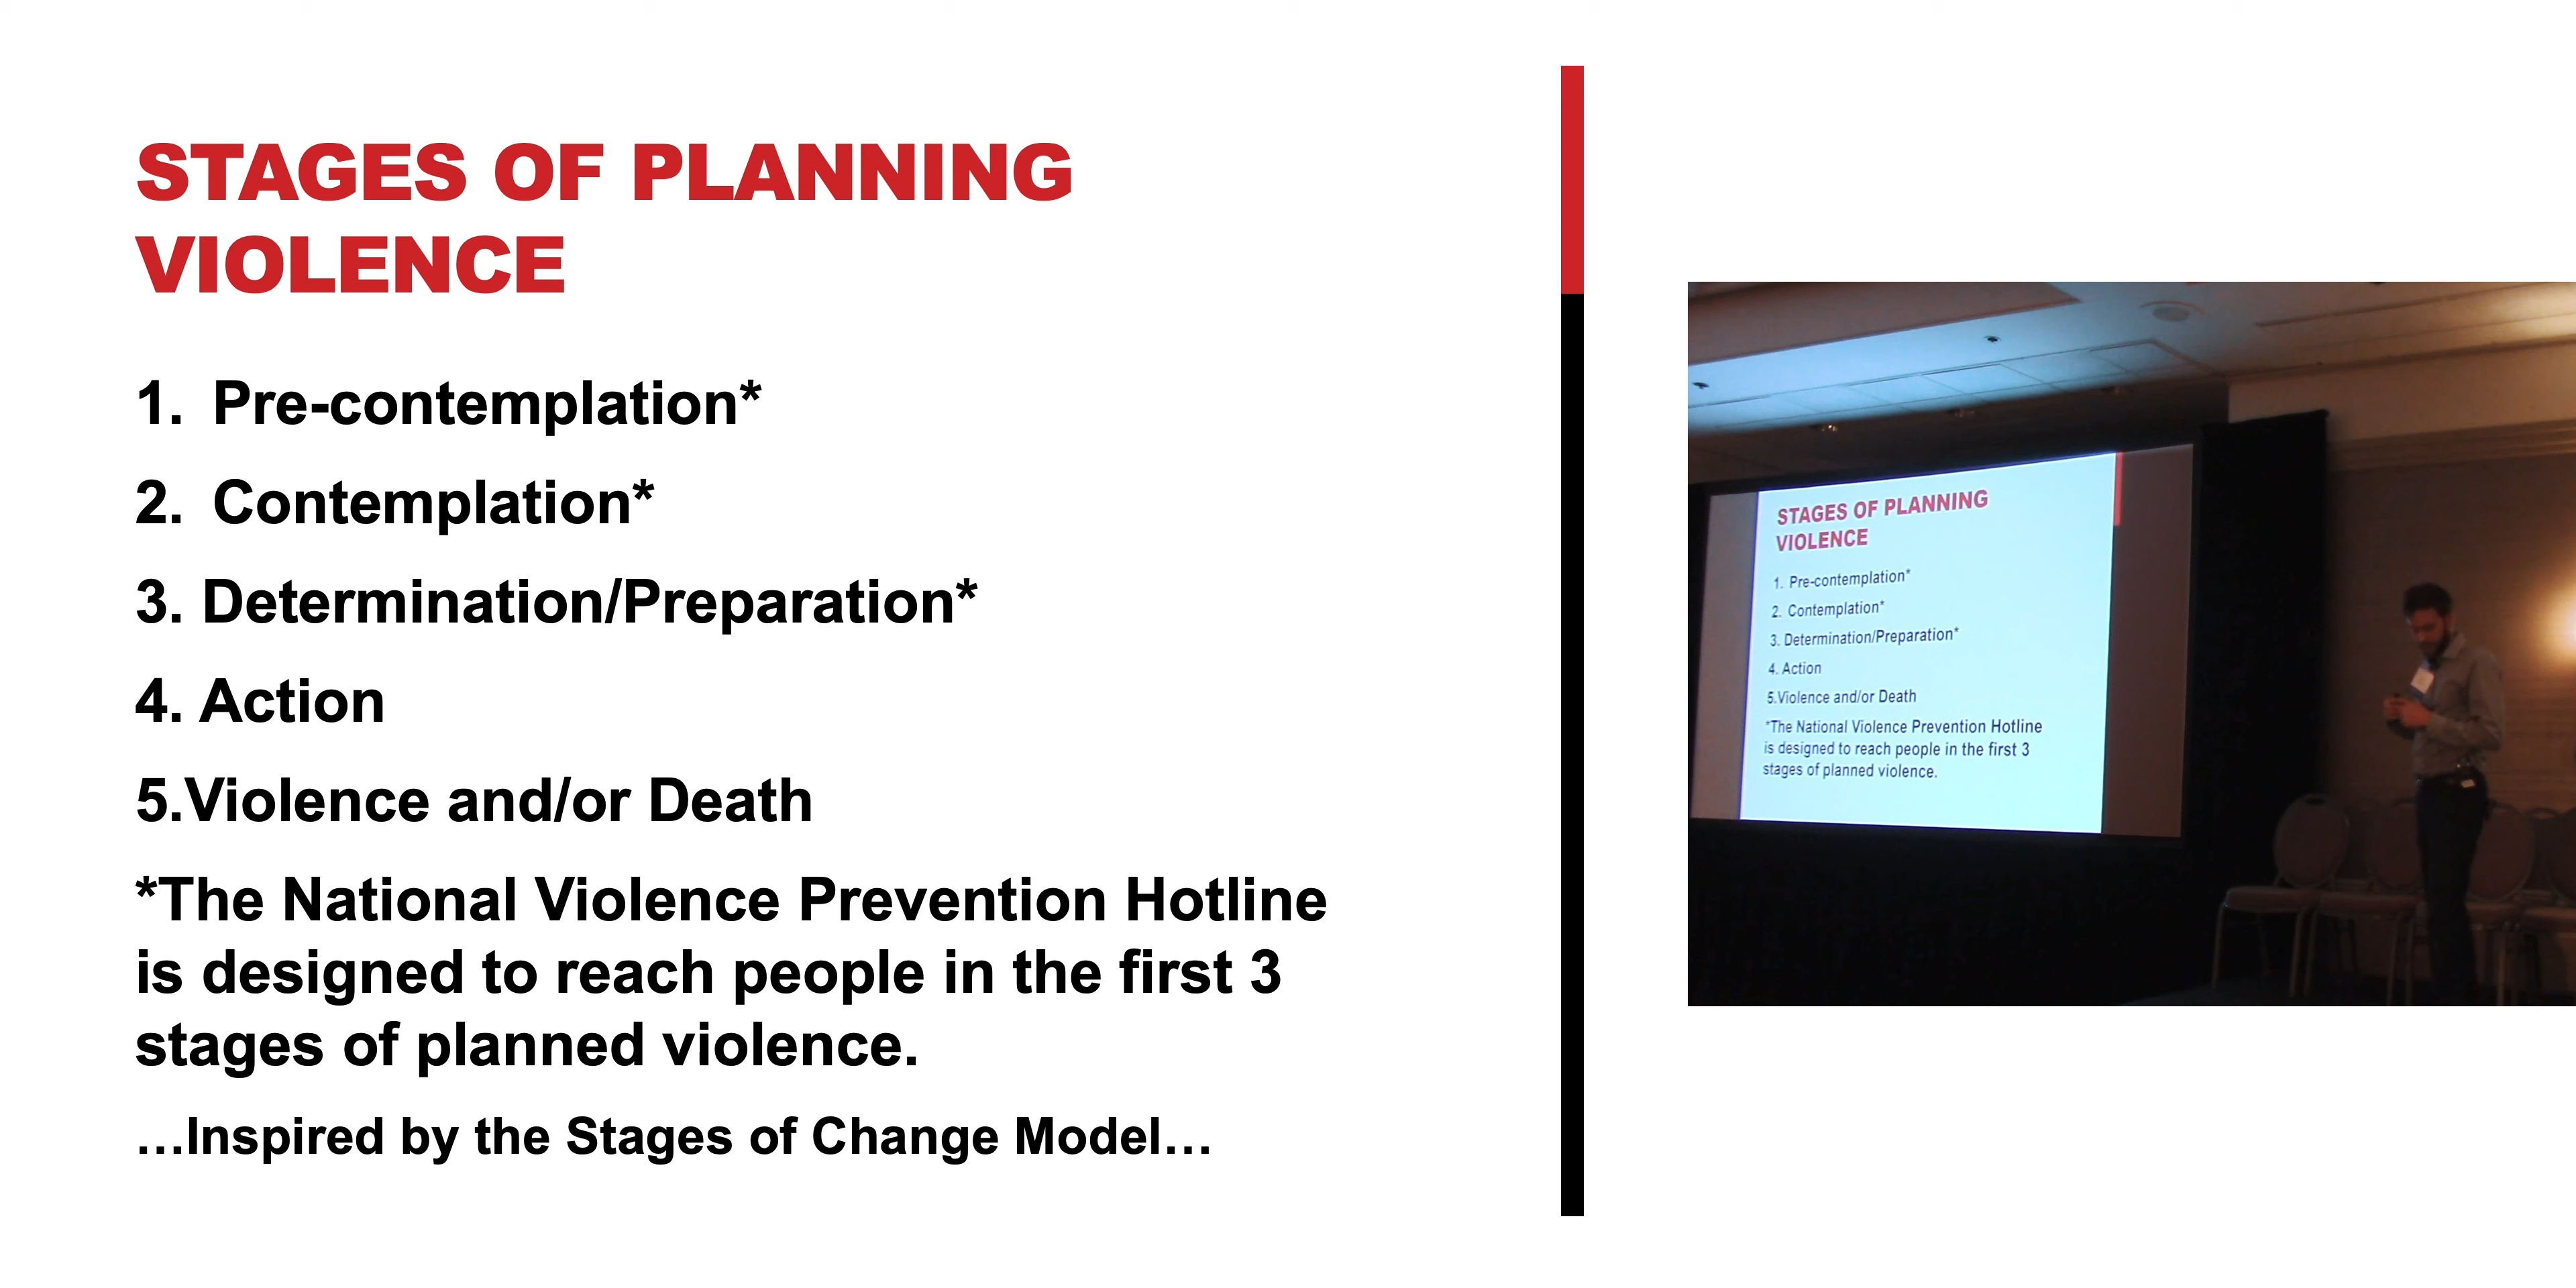 STAGES OF PLANNING
VIOLENCE
1. Pre-contemplation*
2. Contemplation*
3. Determination/Preparation*
4. Action
5.Violence and/or Death
*The National Violence Prevention Hotline
is designed to reach people in the first 3
stages of planned violence.
…Inspired by the Stages of Change Model…
STAGES OF PLANNING
VIOLENCE
1. Pre-contemplation*
2. Contemplation*
3. Determination/Preparation*
4. Action
5.Violence and/or Death
*The National Violence Prevention Hotline
is designed to reach people in the first 3
stages of planned violence.